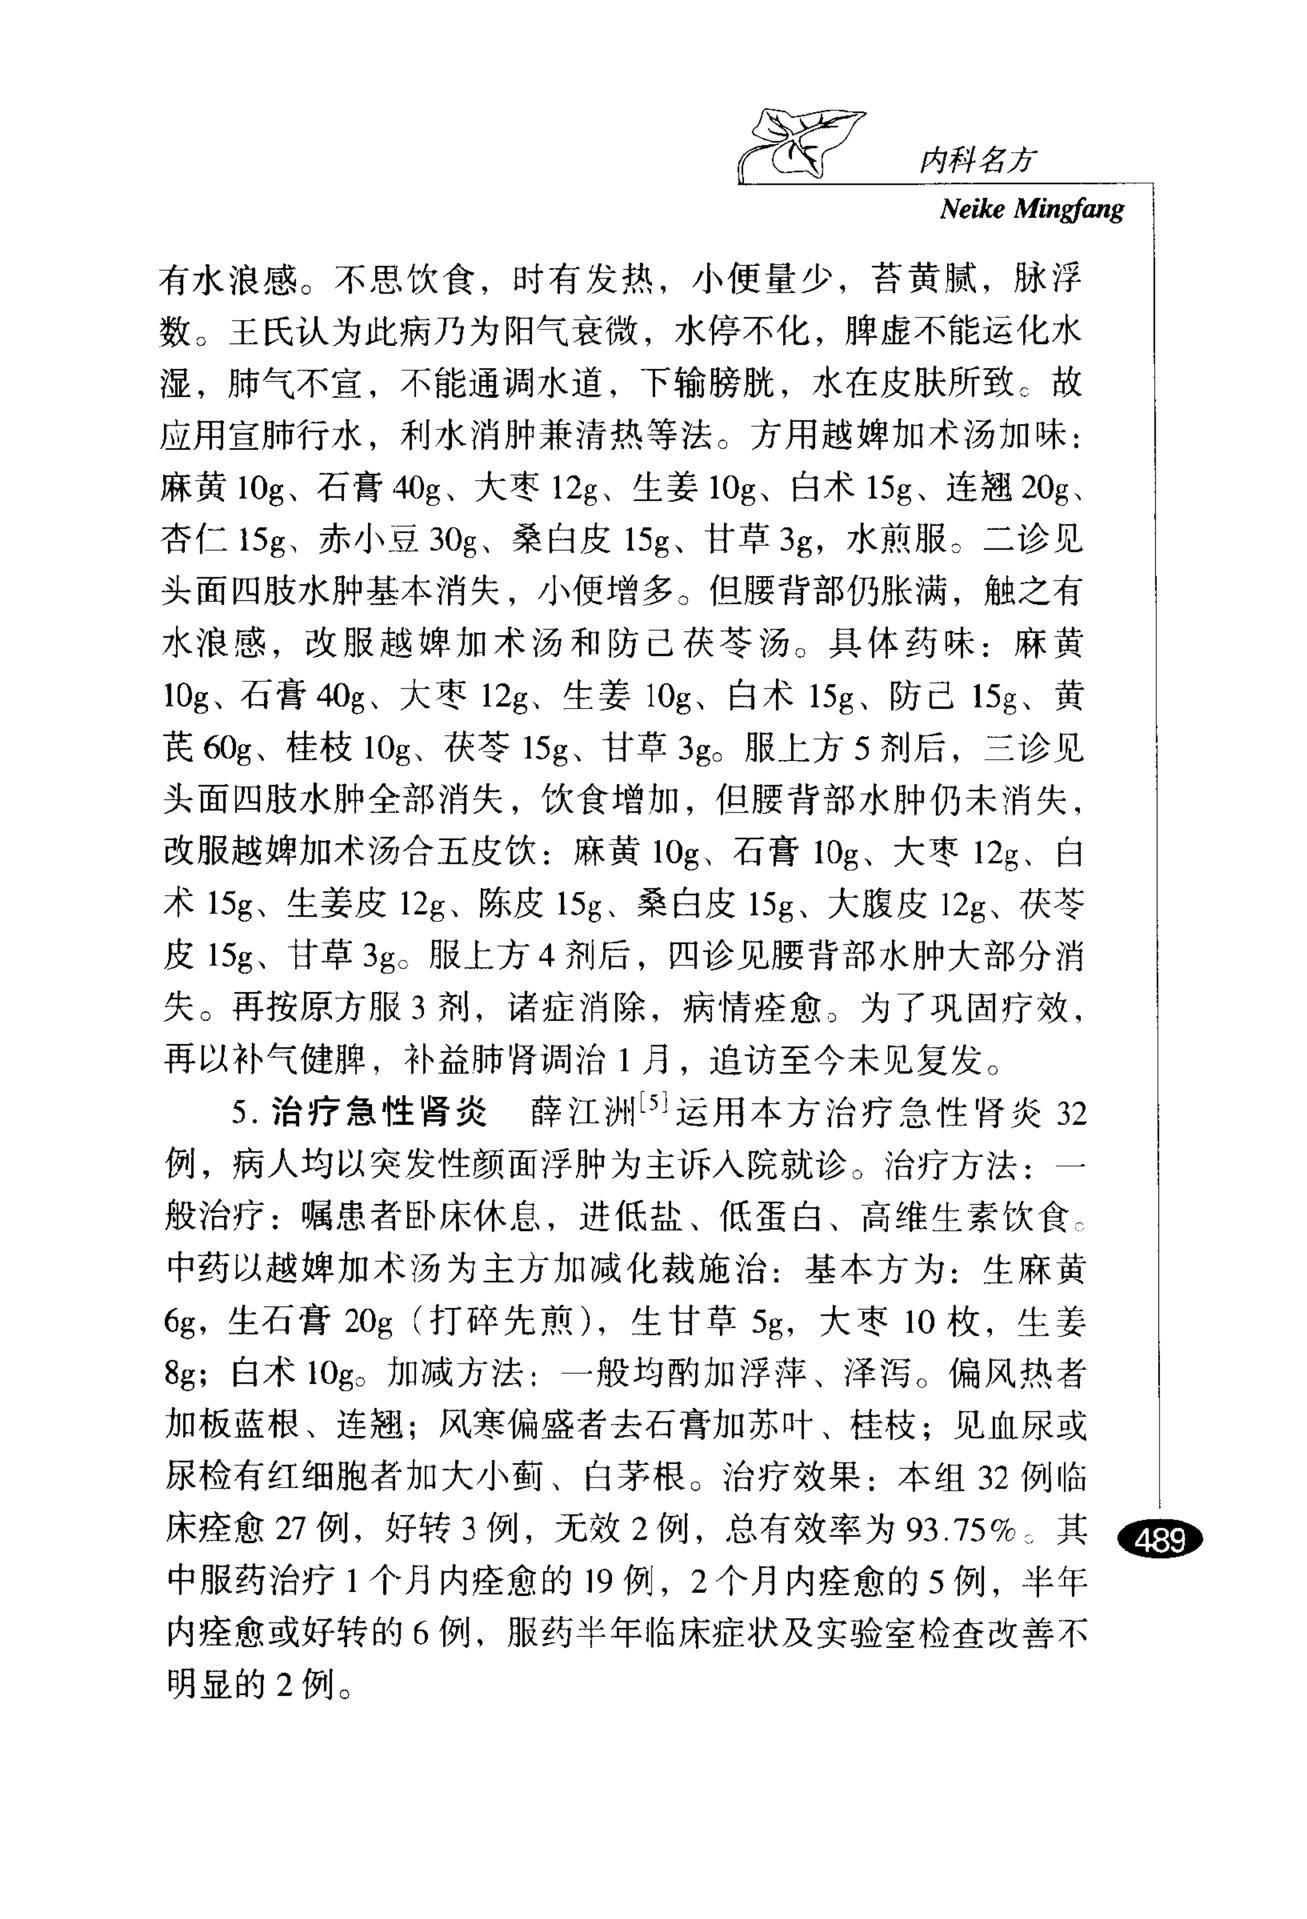 内科名方
Neike Mingfang
有水浪感。不思饮食，时有发热，小便量少，苔黄腻，脉浮
数。王氏认为此病乃为阳气衰微，水停不化，脾虚不能运化水
湿，肺气不宣，不能通调水道，下输膀胱，水在皮肤所致。故
应用宣肺行水，利水消肿兼清热等法。方用越婢加术汤加味：
麻黄 10g、石膏 40g、大枣 12g、生姜 10g、白术 15g、连翘 20g、
杏仁 15g、赤小豆 30g、桑白皮 15g、甘草 3g，水煎服。二诊见
头面四肢水肿基本消失，小便增多。但腰背部仍胀满，触之有
水浪感，改服越婢加术汤和防己茯苓汤。具体药味：麻黄
10g、石膏 40g、大枣 12g、生姜 10g、白术 15g、防己 15g、黄
芪 60g、桂枝 10g、茯苓 15g、甘草 3g。服上方 5 剂后，三诊见
头面四肢水肿全部消失，饮食增加，但腰背部水肿仍未消失，
改服越婢加术汤合五皮饮：麻黄 10g、石膏 10g、大枣 12g、白
术 15g、生姜皮 12g、陈皮 15g、桑白皮 15g、大腹皮 12g、茯苓
皮 15g、甘草 3g。服上方 4 剂后，四诊见腰背部水肿大部分消
失。再按原方服 3 剂，诸症消除，病情痊愈。为了巩固疗效，
再以补气健脾，补益肺肾调治 1 月，追访至今未见复发。
5. 治疗急性肾炎　薛江洲[5]运用本方治疗急性肾炎 32
例，病人均以突发性颜面浮肿为主诉入院就诊。治疗方法：一
般治疗：嘱患者卧床休息，进低盐、低蛋白、高维生素饮食。
中药以越婢加术汤为主方加减化裁施治：基本方为：生麻黄
6g，生石膏 20g（打碎先煎），生甘草 5g，大枣 10 枚，生姜
8g；白术 10g。加减方法：一般均酌加浮萍、泽泻。偏风热者
加板蓝根、连翘；风寒偏盛者去石膏加苏叶、桂枝；见血尿或
尿检有红细胞者加大小蓟、白茅根。治疗效果：本组 32 例临
床痊愈 27 例，好转 3 例，无效 2 例，总有效率为 93.75%。其
中服药治疗 1 个月内痊愈的 19 例，2 个月内痊愈的 5 例，半年
内痊愈或好转的 6 例，服药半年临床症状及实验室检查改善不
明显的 2 例。
489